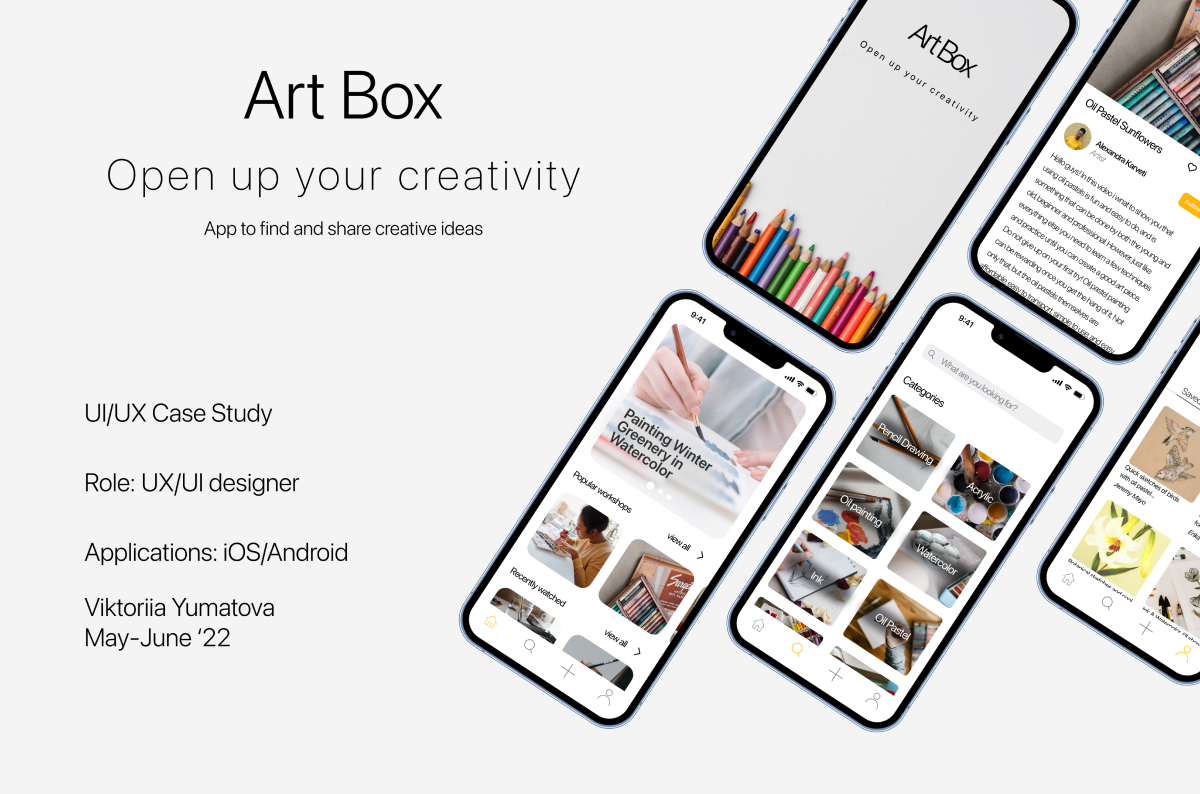 Art Box
Open up your creativity
App to find and share creative ideas
UI/UX Case Study
Role: UX/UI designer
Applications: iOS/Android
Viktoriia Yumatova
May-June ‘22
Art Box
Open up your creativity
Oil Pastel Sunflowers
Alexandra Karveti
Artist
Follow
Hello guys! In this video i wnat to show you that
using oil pastels is fun and easy to do, and is
something that can be done by both the young and
old, beginner and professional. However, just like
everything else you need to learn a few techniques
and practice until you can create a good art piece.
Do not give up on your first try! Oil pastel painting
can be rewarding once you get the hang of it. Not
only that, but the oil pastels themselves are
affordable, easy to transport, simple to use, and easy
9:41
Painting Winter
Greenery in
Watercolor
Popular workshops
view all
Recently watched
view all
9:41
What are you looking for?
Categories
Pencil Drawing
Acrylic
Oil painting
Watercolor
Ink
Oil Pastel
Saved
Quick sketches of birds
with oil pastel...
Jeremy Mayo